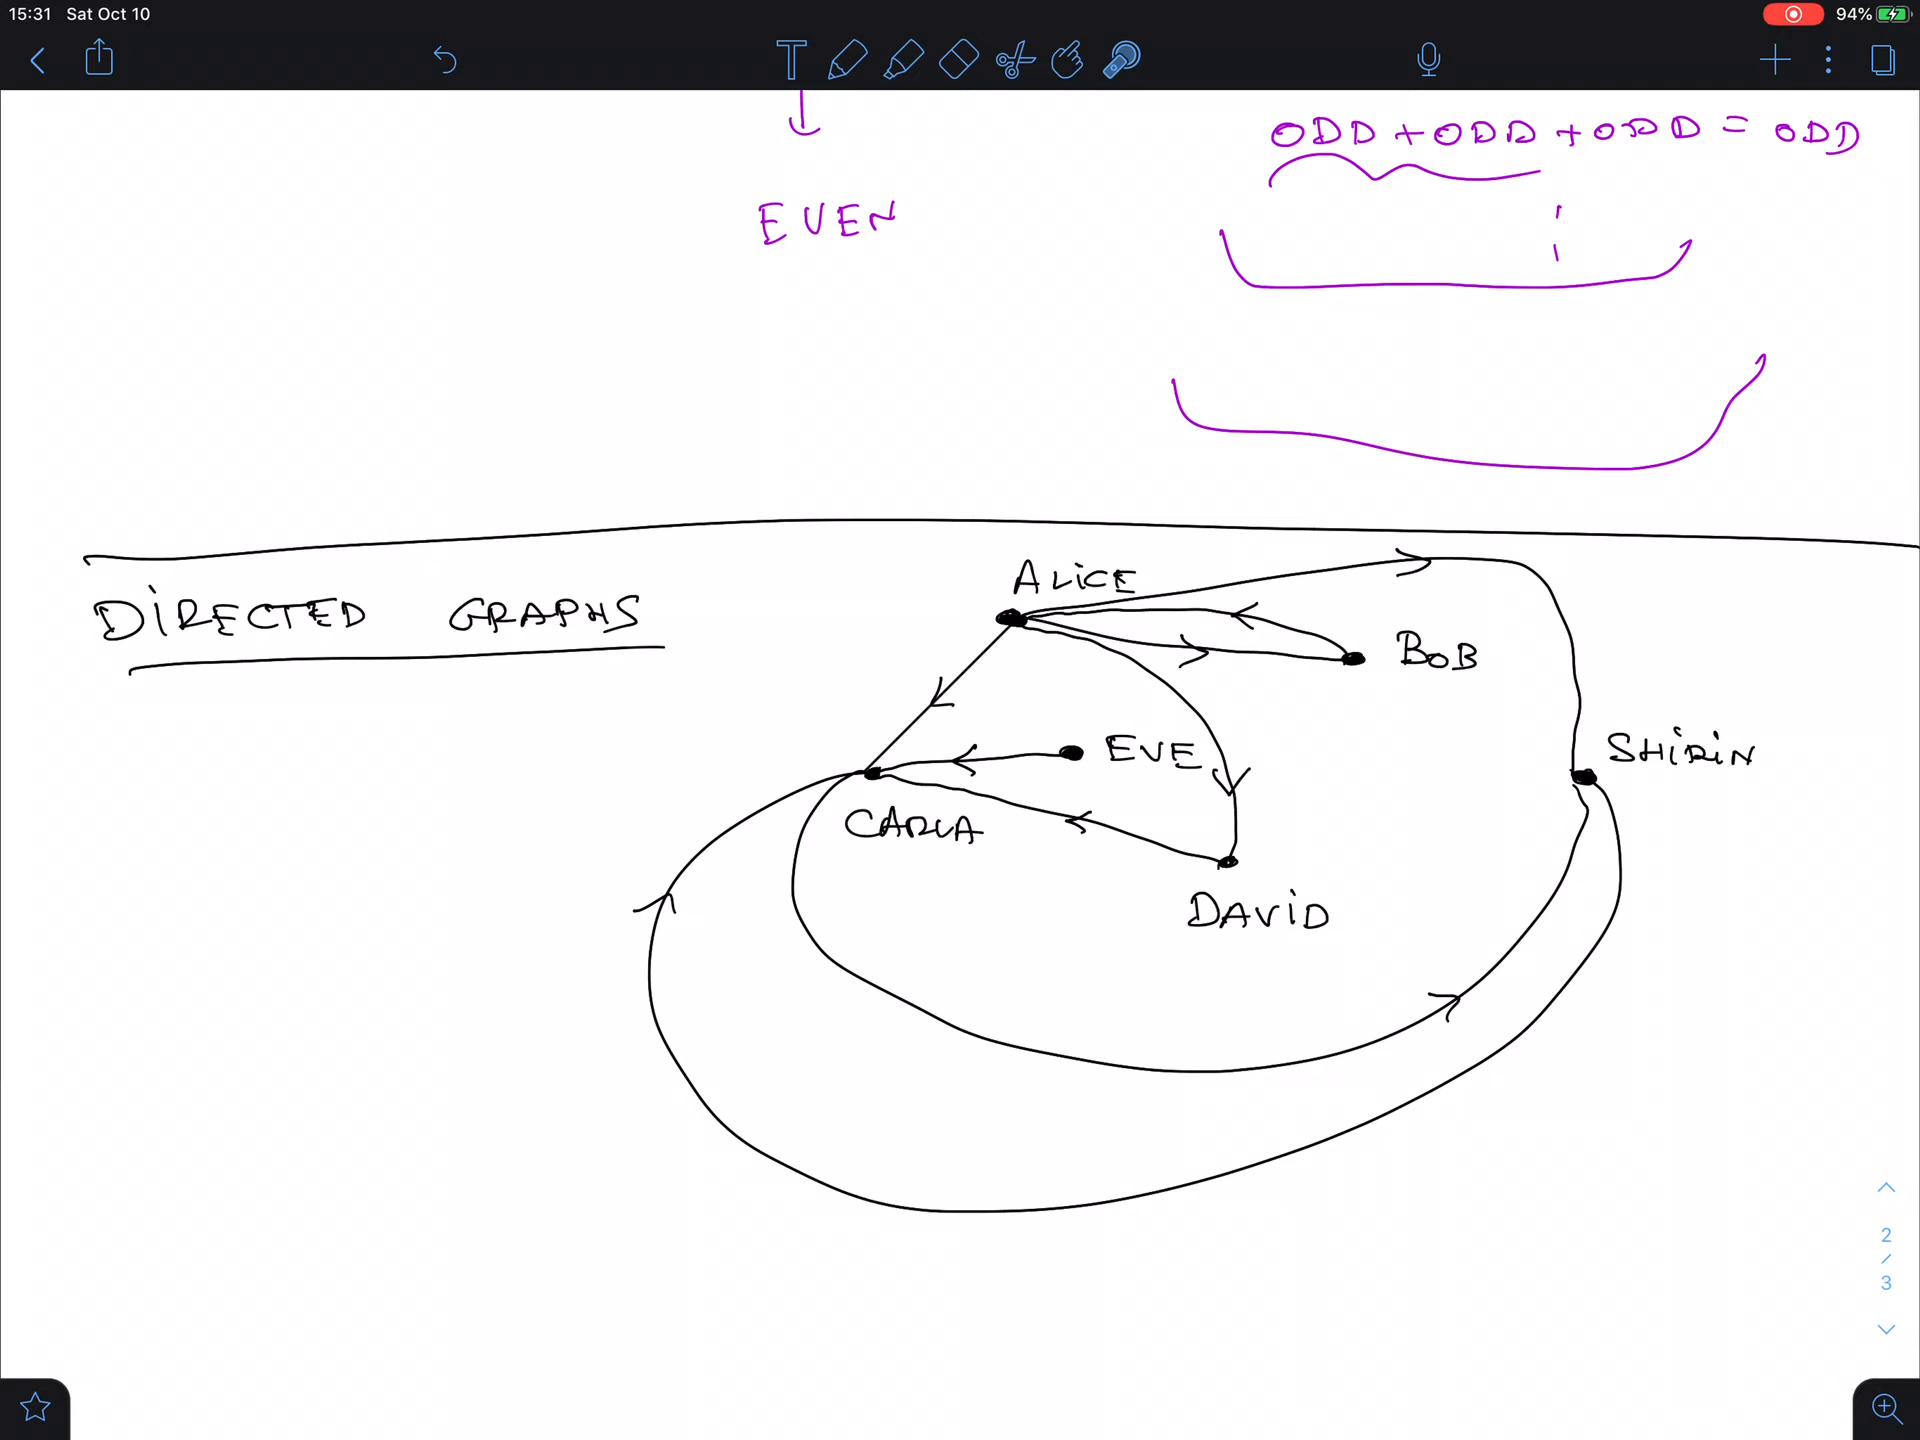 15:31 Sat Oct 10
94%
ODD + ODD + ODD = ODD
EVEN
DIRECTED GRAPHS
ALICE
BOB
EVE
SHIRIN
CARLA
DAVID
2
/
3